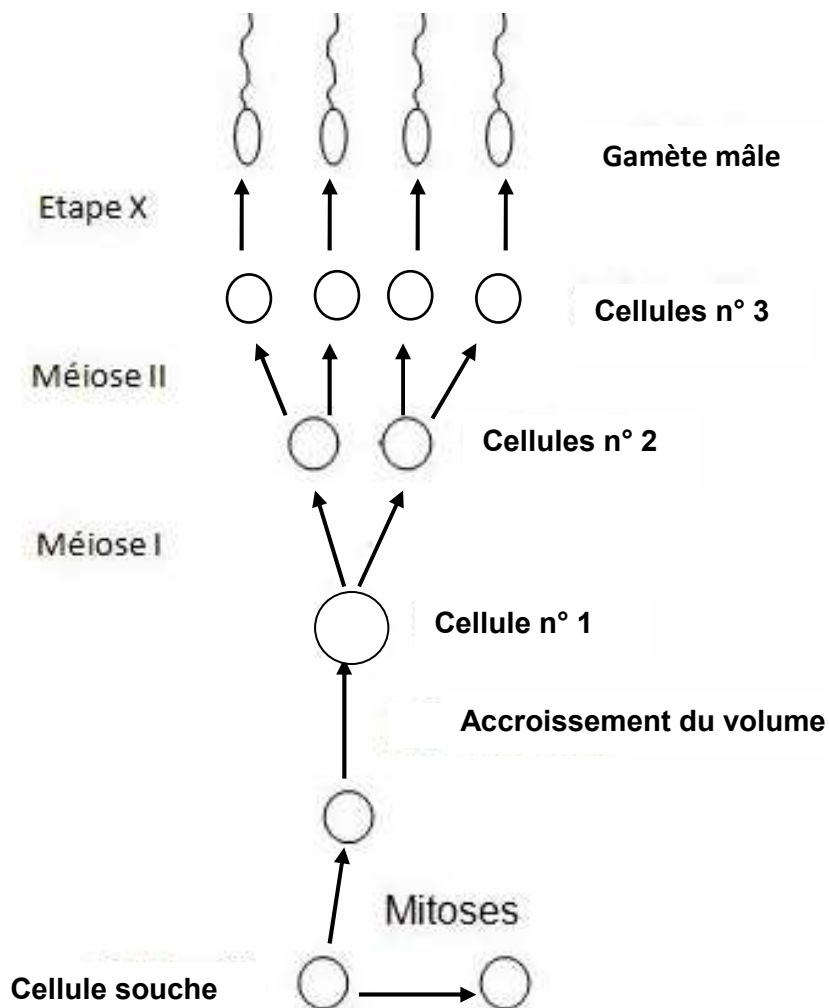 Gamète mâle
Etape X
Cellules n° 3
Méiose II
Cellules n° 2
Méiose I
Cellule n° 1
Accroissement du volume
Mitoses
Cellule souche